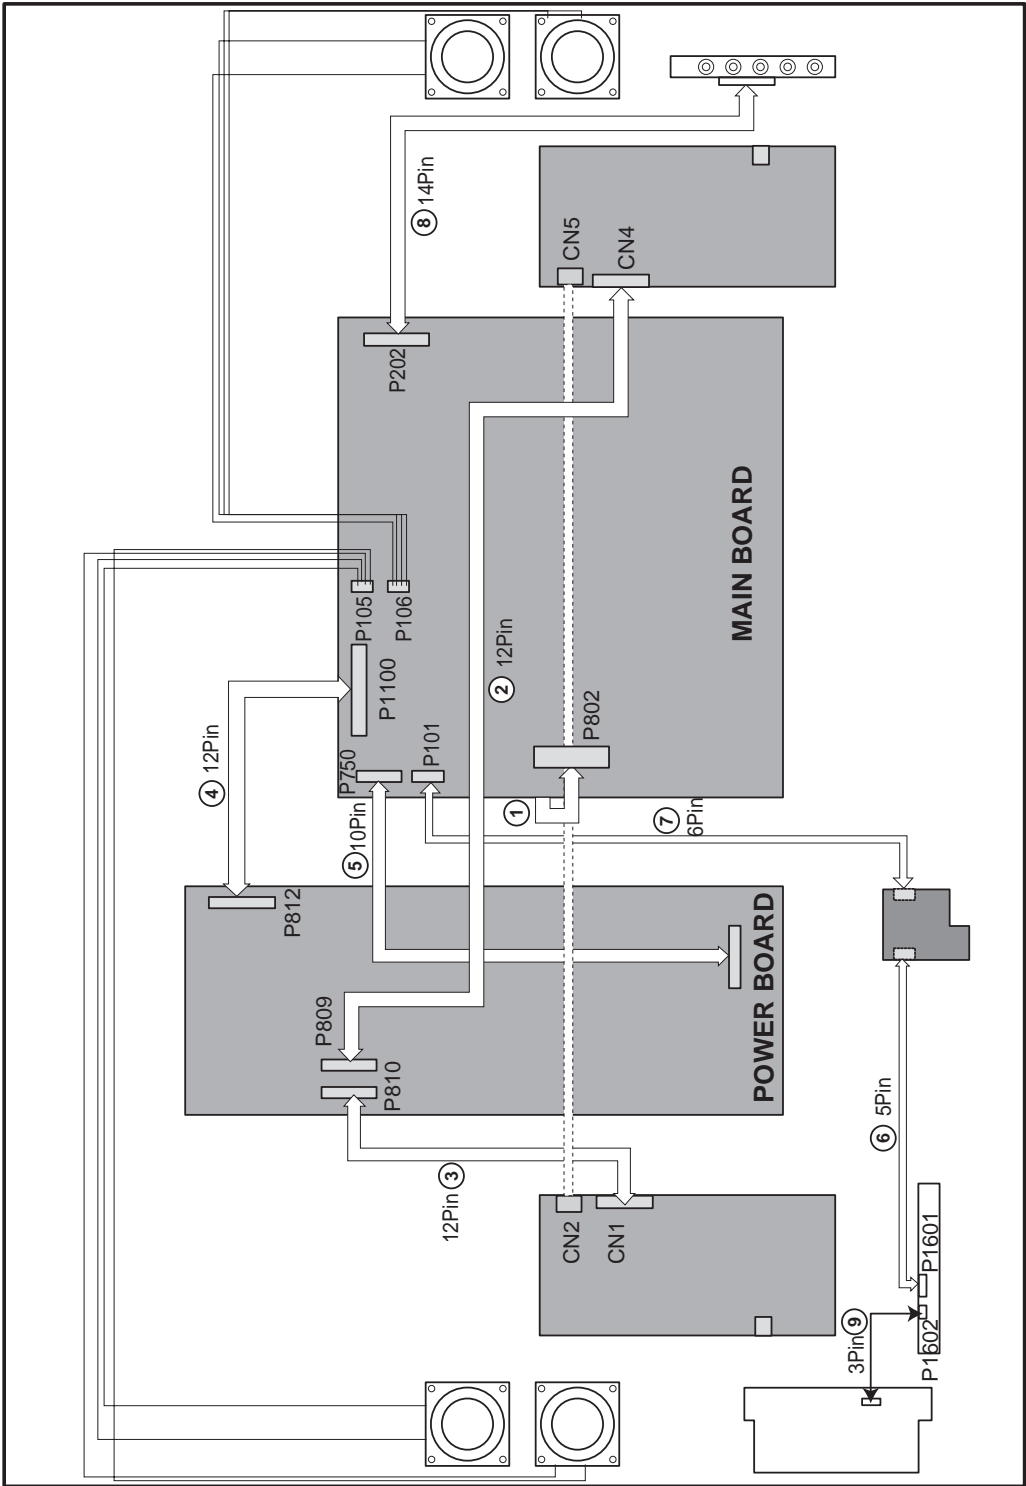 ⑧ 14Pin
CN5
CN4
P202
MAIN BOARD
P105
P106
P1100
② 12Pin
P802
P101
P750
④ 12Pin
①
⑦ 6Pin
⑤ 10Pin
P812
POWER BOARD
P809
P810
⑥ 5Pin
12Pin ③
CN2
CN1
P1601
P1602
3Pin ⑨